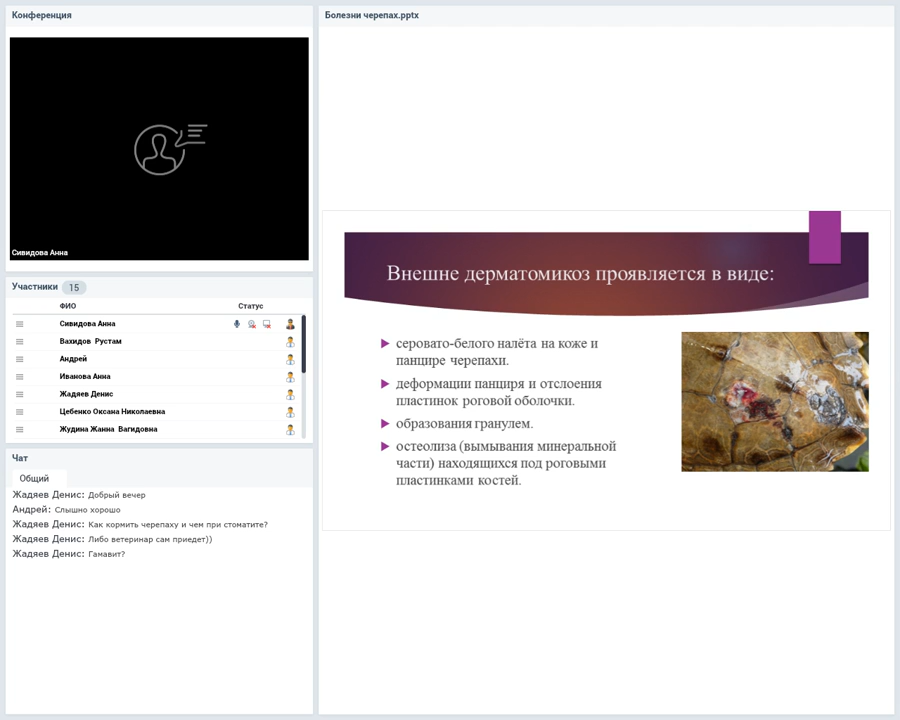 Конференция
Сивидова Анна
Участники 15
ФИО Статус
Сивидова Анна
Вахидов Рустам
Андрей
Иванова Анна
Жадяев Денис
Цебенко Оксана Николаевна
Жудина Жанна Вагидовна
Чат
Общий
Жадяев Денис: Добрый вечер
Андрей: Слышно хорошо
Жадяев Денис: Как кормить черепаху и чем при стоматите?
Жадяев Денис: Либо ветеринар сам приедет))
Жадяев Денис: Гамавит?
Болезни черепах.pptx
Внешне дерматомикоз проявляется в виде:
серовато-белого налёта на коже и
панцире черепахи.
деформации панциря и отслоения
пластинок роговой оболочки.
образования гранулем.
остеолиза (вымывания минеральной
части) находящихся под роговыми
пластинками костей.